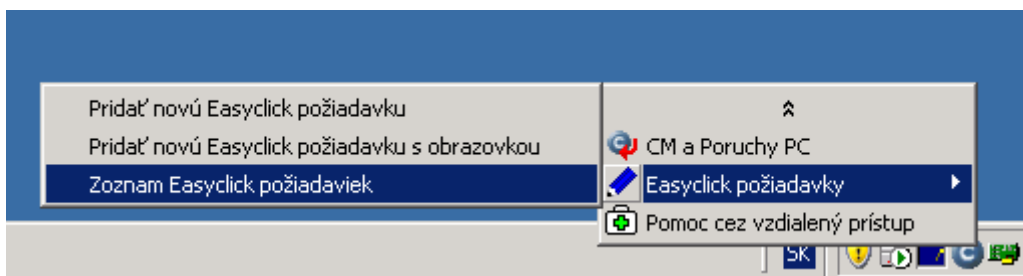 Pridať novú Easyclick požiadavku
Pridať novú Easyclick požiadavku s obrazovkou
Zoznam Easyclick požiadaviek
CM a Poruchy PC
Easyclick požiadavky
Pomoc cez vzdialený prístup
SK